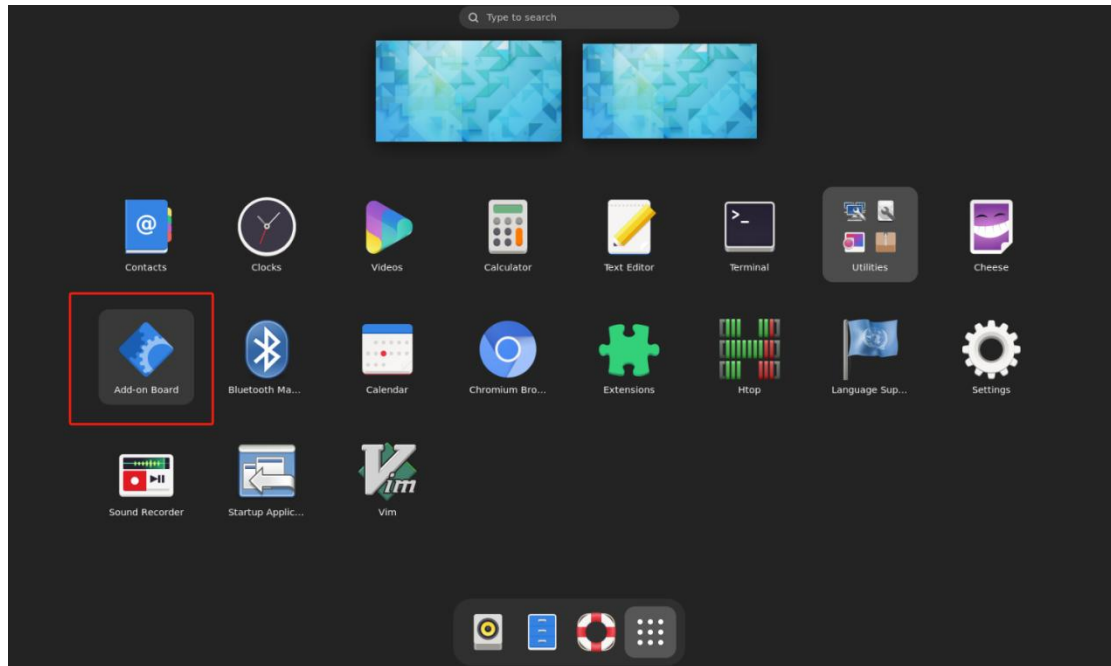 Type to search
Contacts
Clocks
Videos
Calculator
Text Editor
>_
Terminal
Utilities
Cheese
Add-on Board
Bluetooth Ma...
Calendar
Chromium Bro...
Extensions
Htop
Language Sup...
Settings
Sound Recorder
Startup Applic...
Vim
Vim